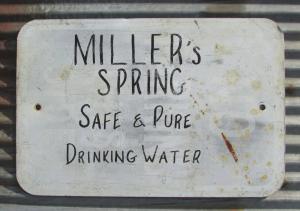 MILLER's
SPRING
SAFE & PURE
DRINKING WATER